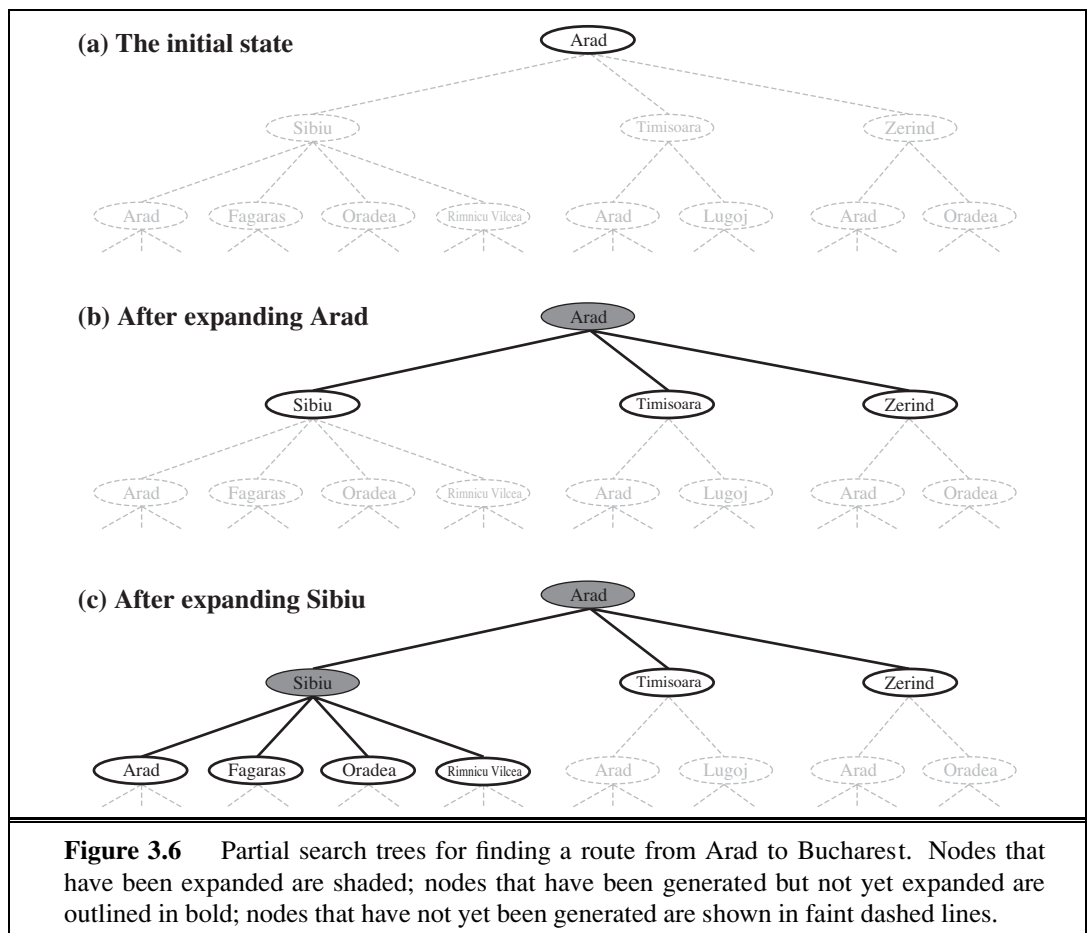 (a) The initial state
Arad
Sibiu Timisoara Zerind
Arad Fagaras Oradea Rimnicu Vilcea Arad Lugoj Arad Oradea
(b) After expanding Arad
Arad
Sibiu Timisoara Zerind
Arad Fagaras Oradea Rimnicu Vilcea Arad Lugoj Arad Oradea
(c) After expanding Sibiu
Arad
Sibiu Timisoara Zerind
Arad Fagaras Oradea Rimnicu Vilcea Arad Lugoj Arad Oradea
Figure 3.6 Partial search trees for finding a route from Arad to Bucharest. Nodes that
have been expanded are shaded; nodes that have been generated but not yet expanded are
outlined in bold; nodes that have not yet been generated are shown in faint dashed lines.